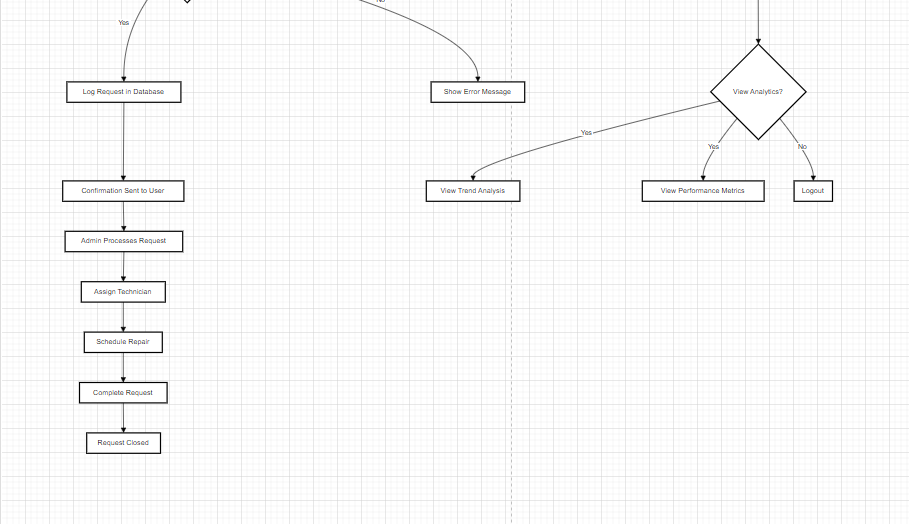 No
Yes
Log Request in Database
Show Error Message
View Analytics?
Yes
Yes
No
Confirmation Sent to User
View Trend Analysis
View Performance Metrics
Logout
Admin Processes Request
Assign Technician
Schedule Repair
Complete Request
Request Closed